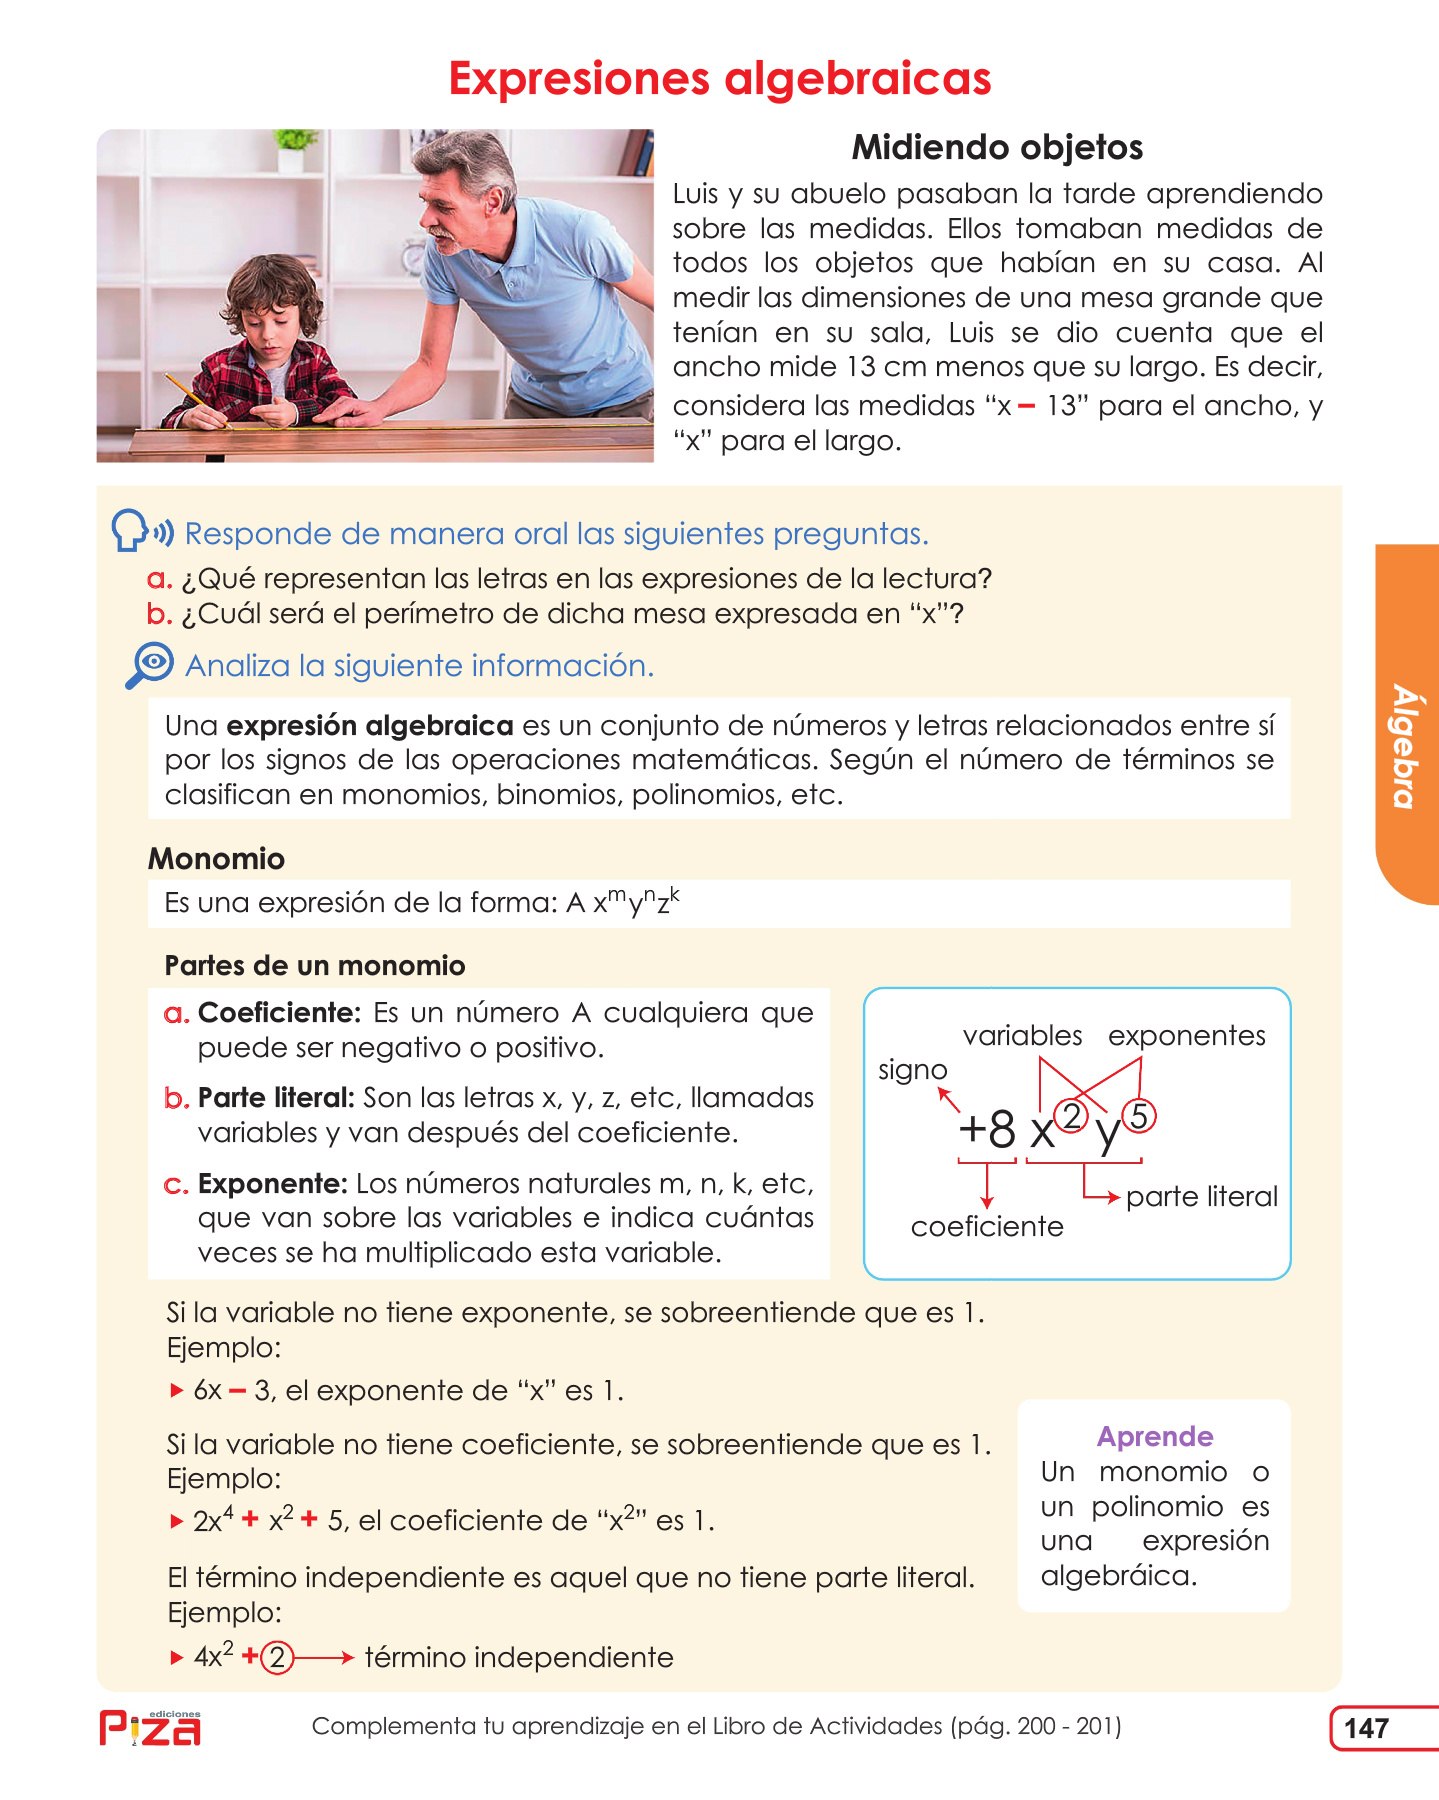 Expresiones algebraicas
Midiendo objetos
Luis y su abuelo pasaban la tarde aprendiendo
sobre las medidas. Ellos tomaban medidas de
todos los objetos que habían en su casa. Al
medir las dimensiones de una mesa grande que
tenían en su sala, Luis se dio cuenta que el
ancho mide 13 cm menos que su largo. Es decir,
considera las medidas “x – 13” para el ancho, y
“x” para el largo.
Responde de manera oral las siguientes preguntas.
a. ¿Qué representan las letras en las expresiones de la lectura?
b. ¿Cuál será el perímetro de dicha mesa expresada en “x”?
Analiza la siguiente información.
Una expresión algebraica es un conjunto de números y letras relacionados entre sí
por los signos de las operaciones matemáticas. Según el número de términos se
clasifican en monomios, binomios, polinomios, etc.
Monomio
Es una expresión de la forma: A xᵐyⁿzᵏ
Partes de un monomio
a. Coeficiente: Es un número A cualquiera que
puede ser negativo o positivo.
b. Parte literal: Son las letras x, y, z, etc, llamadas
variables y van después del coeficiente.
c. Exponente: Los números naturales m, n, k, etc,
que van sobre las variables e indica cuántas
veces se ha multiplicado esta variable.
variables exponentes
signo
+8 x² y⁵
parte literal
coeficiente
Si la variable no tiene exponente, se sobreentiende que es 1.
Ejemplo:
6x – 3, el exponente de “x” es 1.
Si la variable no tiene coeficiente, se sobreentiende que es 1.
Ejemplo:
2x⁴ + x² + 5, el coeficiente de “x²” es 1.
El término independiente es aquel que no tiene parte literal.
Ejemplo:
4x² + 2 término independiente
Aprende
Un monomio o
un polinomio es
una expresión
algebráica.
Álgebra
ediciones
Piza
Complementa tu aprendizaje en el Libro de Actividades (pág. 200 - 201)
147